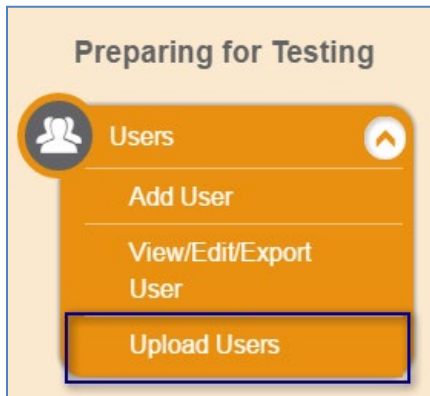 Preparing for Testing
Users
Add User
View/Edit/Export
User
Upload Users